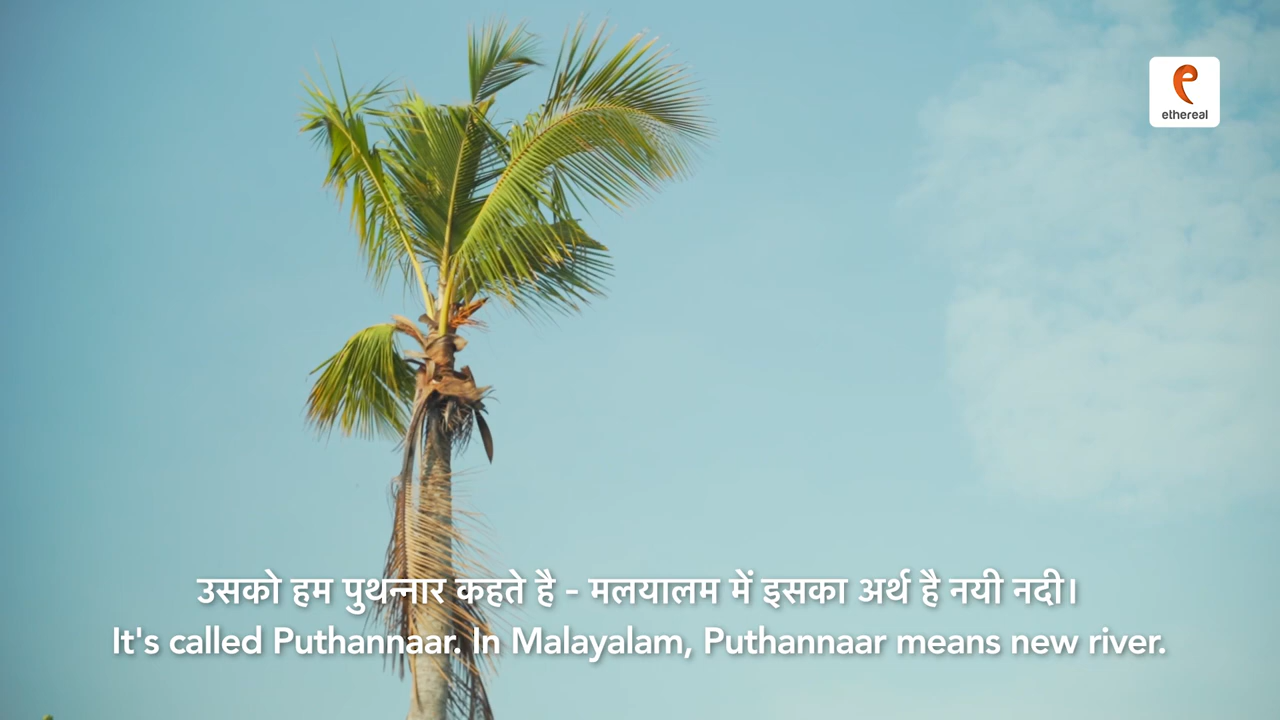 ethereal
उसको हम पुथन्नार कहते है - मलयालम में इसका अर्थ है नयी नदी।
It's called Puthannaar. In Malayalam, Puthannaar means new river.